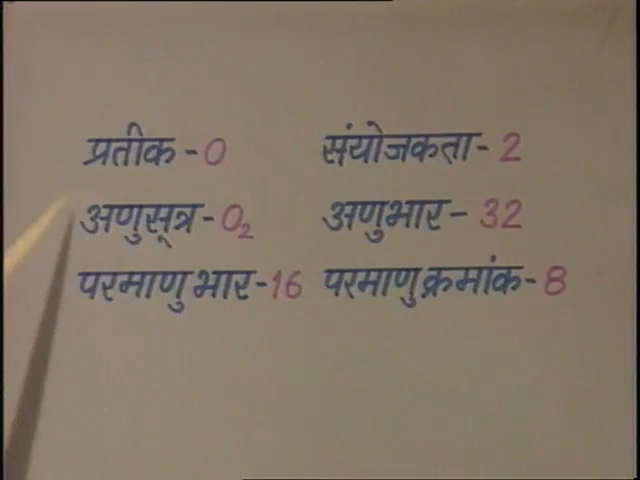 प्रतीक - O संयोजकता - 2
अणुसूत्र - O₂ अणुभार - 32
परमाणु भार - 16 परमाणु क्रमांक - 8